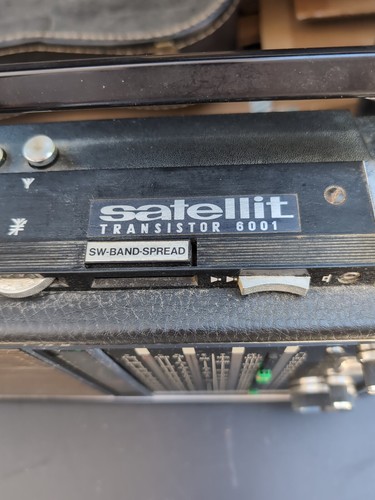 satellit
TRANSISTOR 6001
SW-BAND-SPREAD